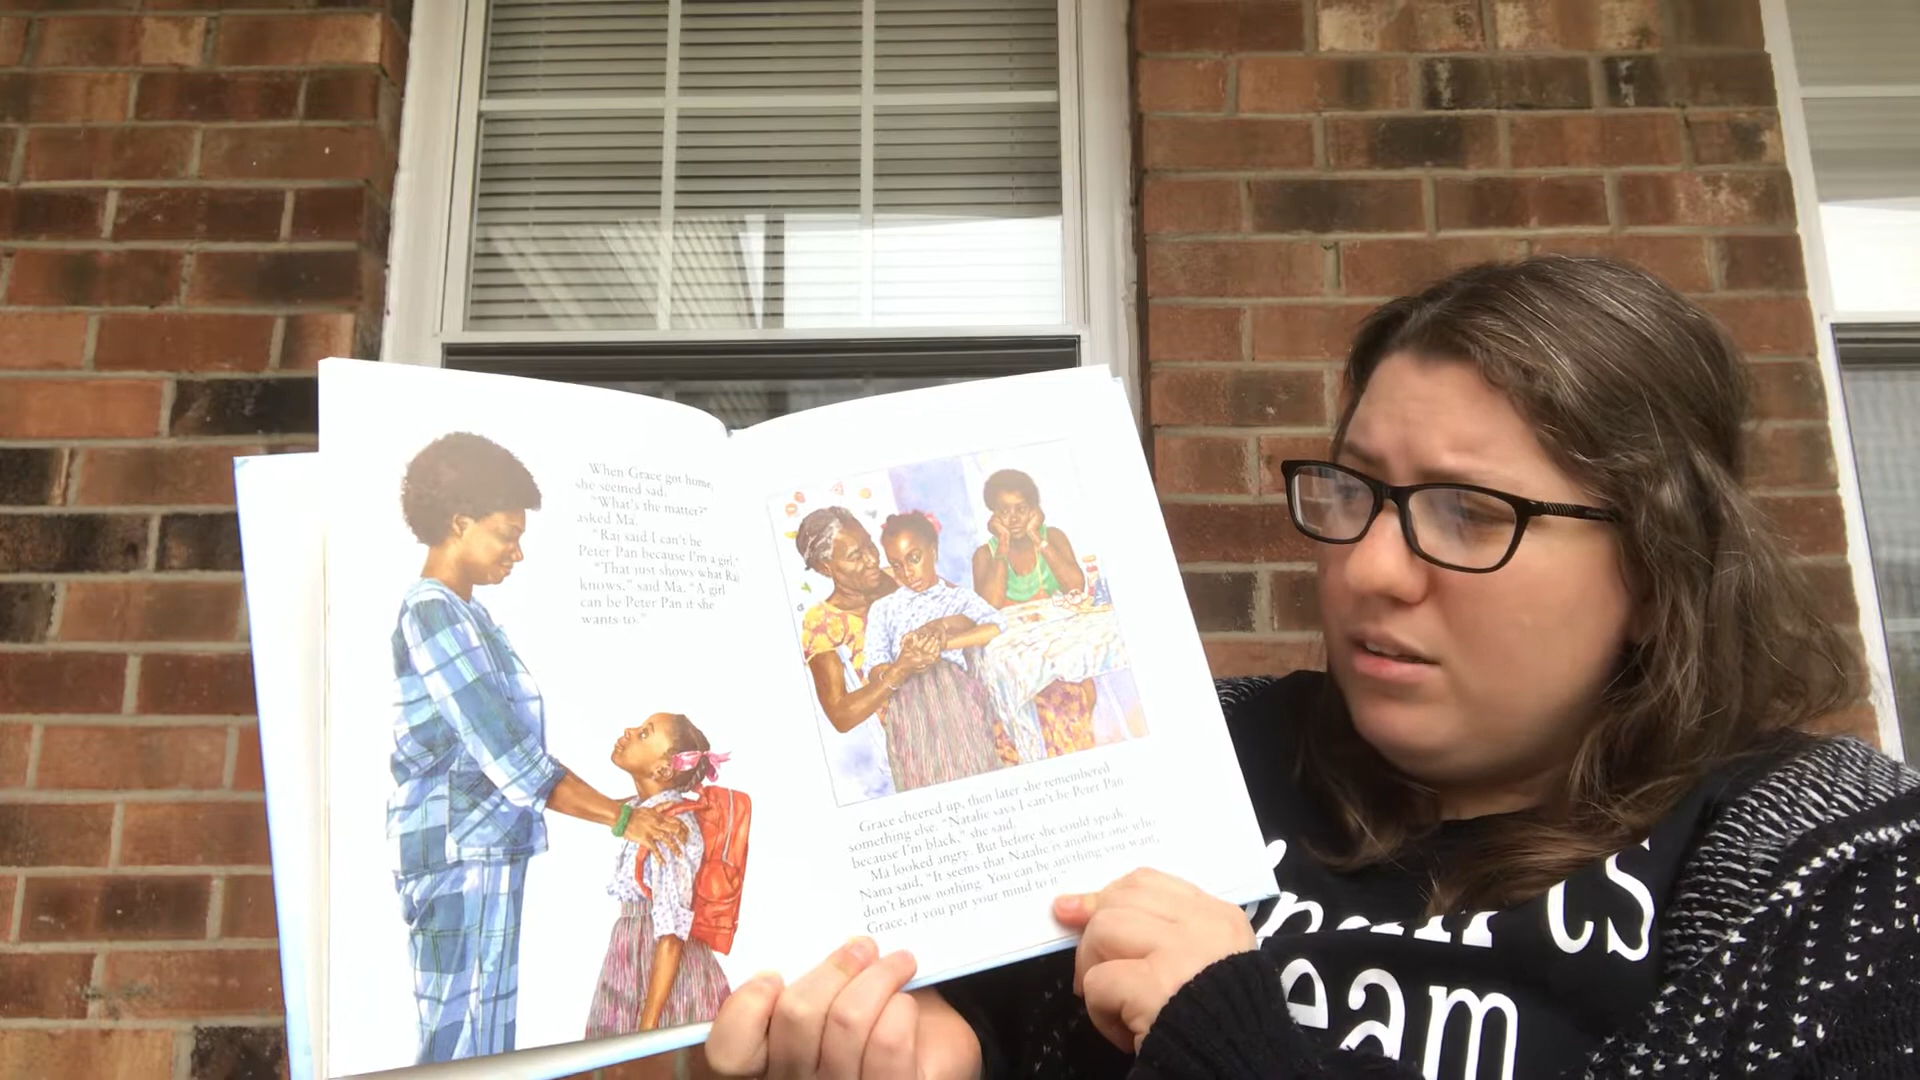 When Grace got home,
she seemed sad.
"What's the matter?"
asked Ma.
"Raj said I can't be
Peter Pan because I'm a girl."
"That just shows what Raj
knows," said Ma. "A girl
can be Peter Pan if she
wants to."
Grace cheered up, then later she remembered
something else. "Natalie says I can't be Peter Pan
because I'm black," she said.
Ma looked angry. But before she could speak,
Nana said, "It seems that Natalie is another one who
don't know nothing. You can be anything you want,
Grace, if you put your mind to it."